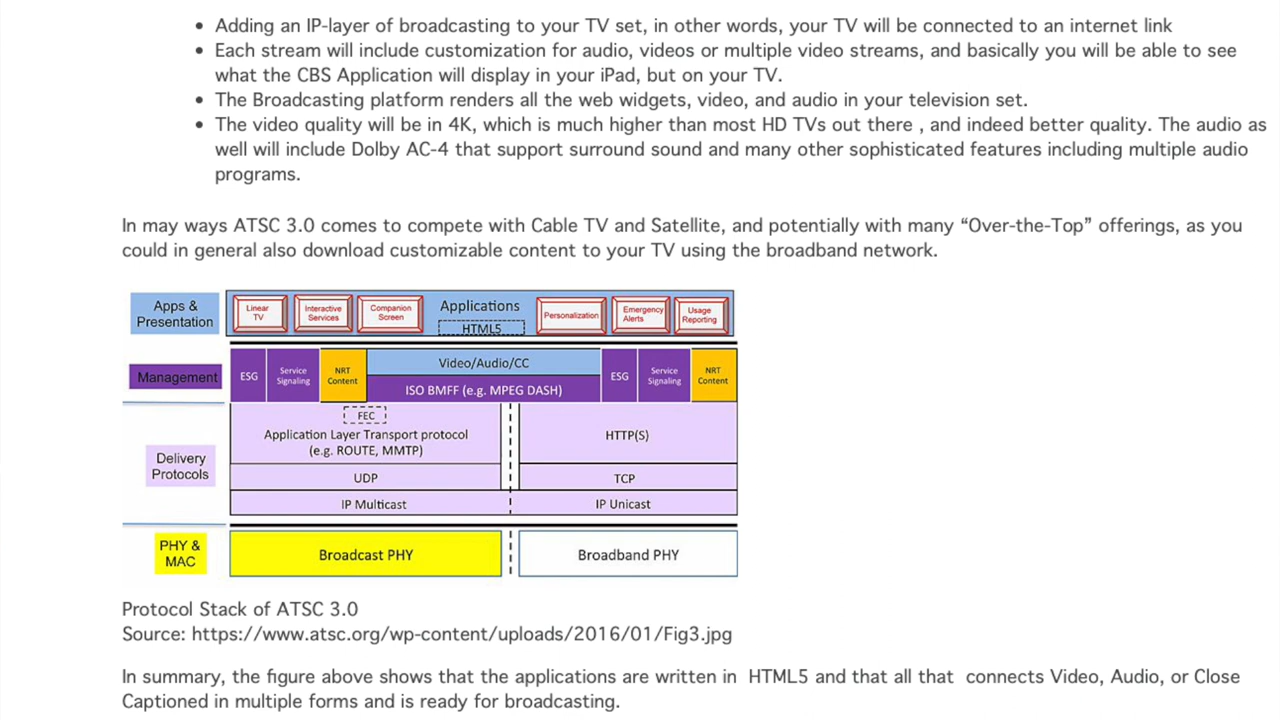 • Adding an IP-layer of broadcasting to your TV set, in other words, your TV will be connected to an internet link
• Each stream will include customization for audio, videos or multiple video streams, and basically you will be able to see
what the CBS Application will display in your iPad, but on your TV.
• The Broadcasting platform renders all the web widgets, video, and audio in your television set.
• The video quality will be in 4K, which is much higher than most HD TVs out there , and indeed better quality. The audio as
well will include Dolby AC-4 that support surround sound and many other sophisticated features including multiple audio
programs.
In may ways ATSC 3.0 comes to compete with Cable TV and Satellite, and potentially with many “Over-the-Top” offerings, as you
could in general also download customizable content to your TV using the broadband network.
Apps &
Presentation
Linear
TV
Interactive
Services
Companion
Screen
Applications
HTML5
Personalization
Emergency
Alerts
Usage
Reporting
Management
ESG
Service
Signaling
NRT
Content
Video/Audio/CC
ISO BMFF (e.g. MPEG DASH)
ESG
Service
Signaling
NRT
Content
Delivery
Protocols
FEC
Application Layer Transport protocol
(e.g. ROUTE, MMTP)
HTTP(S)
UDP
TCP
IP Multicast
IP Unicast
PHY &
MAC
Broadcast PHY
Broadband PHY
Protocol Stack of ATSC 3.0
Source: https://www.atsc.org/wp-content/uploads/2016/01/Fig3.jpg
In summary, the figure above shows that the applications are written in  HTML5 and that all that  connects Video, Audio, or Close
Captioned in multiple forms and is ready for broadcasting.